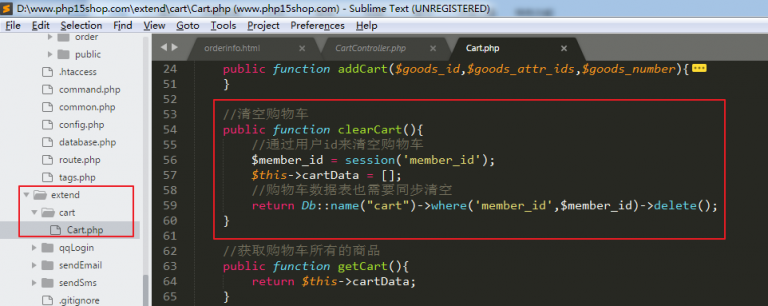 D:\www.php15shop.com\extend\cart\Cart.php (www.php15shop.com) - Sublime Text (UNREGISTERED)
File Edit Selection Find View Goto Tools Project Preferences Help
order
public
.htaccess
command.php
common.php
config.php
database.php
route.php
tags.php
extend
cart
Cart.php
qqLogin
sendEmail
sendSms
.gitignore
orderinfo.html × CartController.php × Cart.php ×
24 public function addCart($goods_id,$goods_attr_ids,$goods_number){
51 }
52
53 //清空购物车
54 public function clearCart(){
55 //通过用户id来清空购物车
56 $member_id = session('member_id');
57 $this->cartData = [];
58 //购物车数据表也需要同步清空
59 return Db::name("cart")->where('member_id',$member_id)->delete();
60 }
61
62 //获取购物车所有的商品
63 public function getCart(){
64 return $this->cartData;
65 }